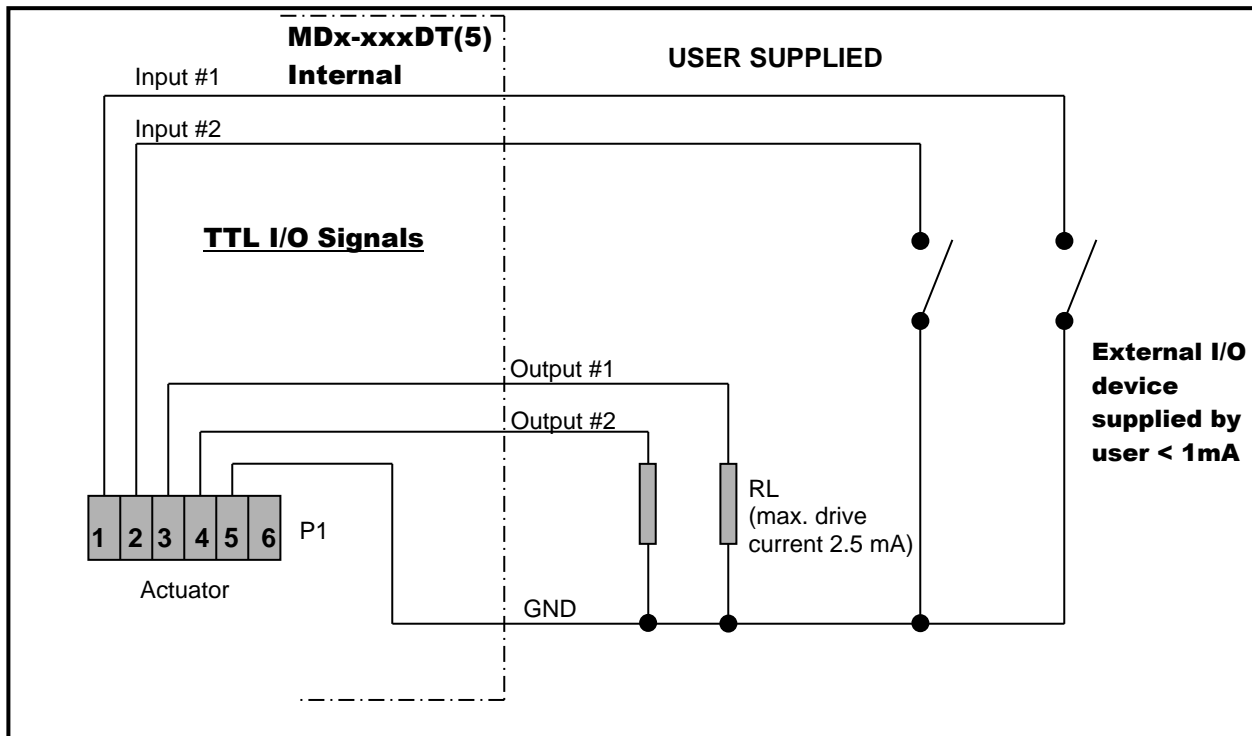 MDx-xxxDT(5)
Internal
USER SUPPLIED
Input #1
Input #2
TTL I/O Signals
Output #1
Output #2
External I/O
device
supplied by
user < 1mA
RL
(max. drive
current 2.5 mA)
1 2 3 4 5 6
P1
Actuator
GND